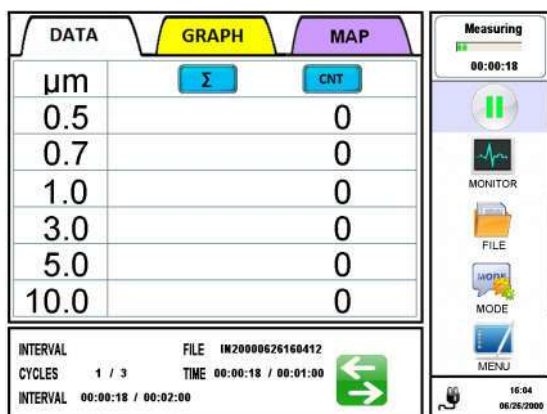 DATA GRAPH MAP
µm Σ CNT
0.5 0
0.7 0
1.0 0
3.0 0
5.0 0
10.0 0
INTERVAL FILE IN20000626160412
CYCLES 1 / 3 TIME 00:00:18 / 00:01:00
INTERVAL 00:00:18 / 00:02:00
Measuring
00:00:18
MONITOR
FILE
MODE
MODE
MENU
16:04
06/26/2000